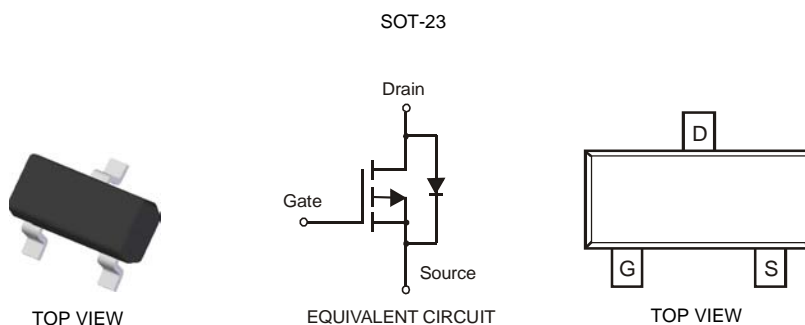 SOT-23
Drain
D
Gate
Source
G
S
TOP VIEW
EQUIVALENT CIRCUIT
TOP VIEW